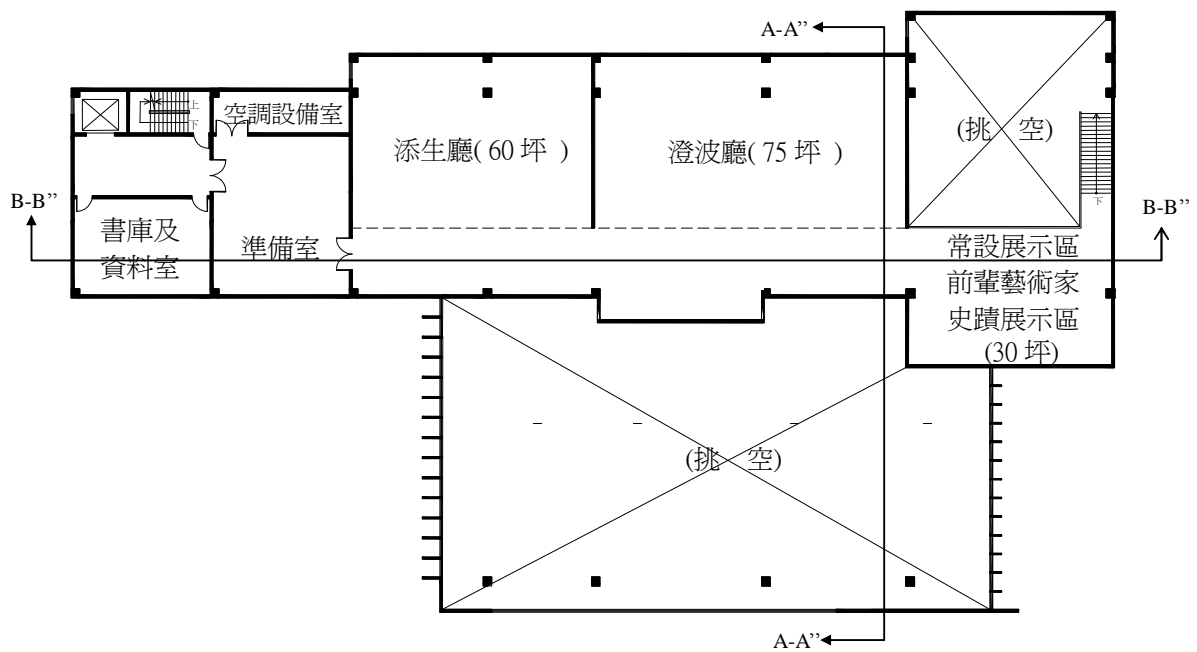 A-A”
空調設備室
上
下
添生廳( 60 坪 )
澄波廳( 75 坪 )
(挑 空)
下
B-B”
B-B”
書庫及
資料室
準備室
常設展示區
前輩藝術家
史蹟展示區
(30 坪)
(挑 空)
A-A”